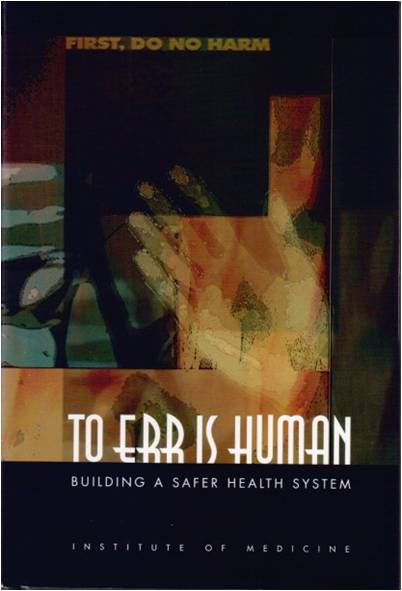 FIRST, DO NO HARM
TO ERR IS HUMAN
BUILDING A SAFER HEALTH SYSTEM
INSTITUTE OF MEDICINE